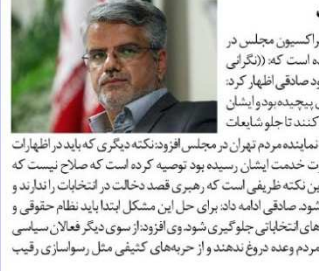 راکسیون مجلس در
ده است که: ((نگرانی
ود صادقی اظهار کرد:
ی پیچیده بود و ایشان
کنند تا جلو شایعات
نماینده مردم تهران در مجلس افزود: نکته دیگری که باید در اظهارات
رت خدمت ایشان رسیده بود توصیه کرده است که صلاح نیست که
ین نکته ظریفی است که رهبری قصد دخالت در انتخابات را ندارند و
شود. صادقی ادامه داد: برای حل این مشکل ابتدا باید نظام حقوقی و
های انتخاباتی جلوگیری شود. وی افزود: از سوی دیگر فعالان سیاسی
مردم وعده دروغ ندهند و از حربه‌های کثیفی مثل رسواسازی رقیب